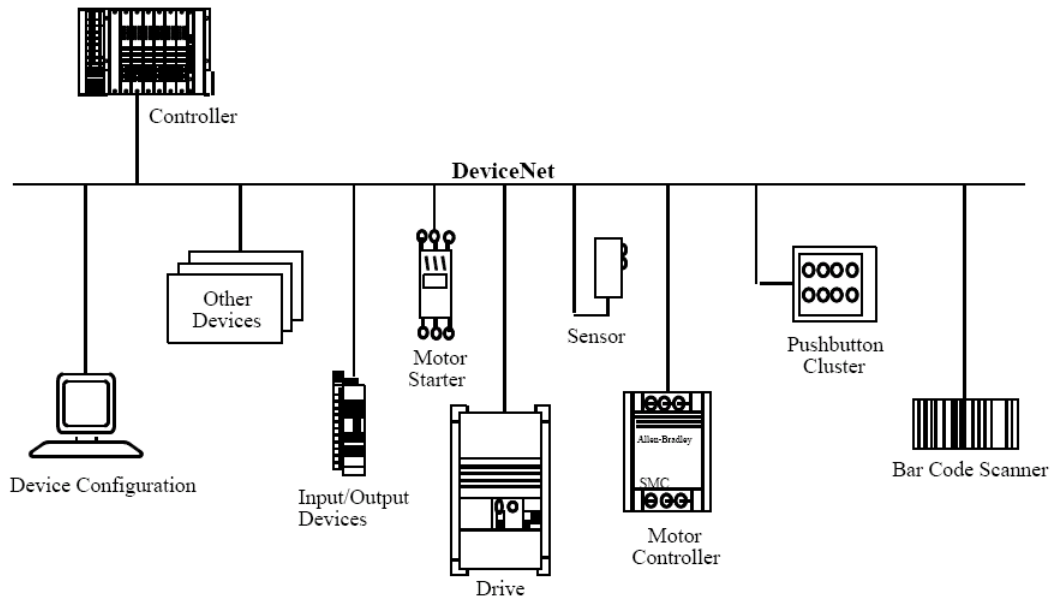 Controller
DeviceNet
Other
Devices
Motor
Starter
Sensor
Pushbutton
Cluster
Device Configuration
Input/Output
Devices
Drive
Allen-Bradley
SMC
Motor
Controller
Bar Code Scanner